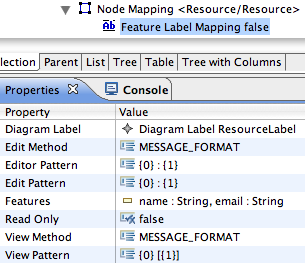 Node Mapping <Resource/Resource>
Feature Label Mapping false
lection Parent List Tree Table Tree with Columns
Properties Console
Property Value
Diagram Label Diagram Label ResourceLabel
Edit Method MESSAGE_FORMAT
Editor Pattern {0} : {1}
Edit Pattern {0} : {1}
Features name : String, email : String
Read Only false
View Method MESSAGE_FORMAT
View Pattern {0} [{1}]